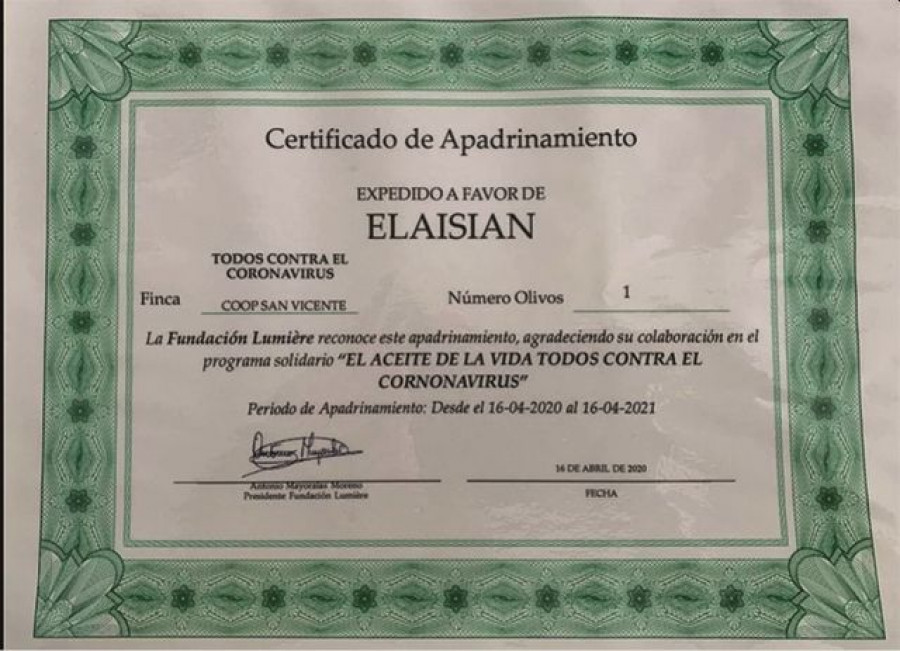 Certificado de Apadrinamiento
EXPEDIDO A FAVOR DE
ELAISIAN
TODOS CONTRA EL
CORONAVIRUS
Finca COOP SAN VICENTE Número Olivos 1
La Fundación Lumière reconoce este apadrinamiento, agradeciendo su colaboración en el
programa solidario "EL ACEITE DE LA VIDA TODOS CONTRA EL
CORNONAVIRUS"
Periodo de Apadrinamiento: Desde el 16-04-2020 al 16-04-2021
Antonio Mayoralas Moreno
Presidente Fundación Lumière
16 DE ABRIL DE 2020
FECHA